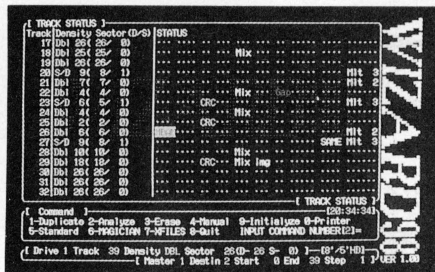 [ TRACK STATUS ]
Track|Density Sector(D/S)|STATUS
17|Dbl 26( 26/ 0)
18|Dbl 25( 25/ 0) Mix
19|Dbl 26( 26/ 0)
20|S/D 9( 8/ 1) Mlt 3
21|Dbl 7( 7/ 0) Mlt 2
22|Dbl 4( 4/ 0) Mix Gap
23|S/D 6( 5/ 1) CRC Mlt 3
24|Dbl 4( 4/ 0) Mix
25|Dbl 2( 2/ 0) CRC
26|Dbl 6( 6/ 0) Mlt 2
27|S/D 9( 8/ 1) SAME Mlt 3
28|Dbl 18( 18/ 0) Mix
29|Dbl 18( 18/ 0) CRC Mix Img
30|Dbl 26( 26/ 0)
31|Dbl 26( 26/ 0)
32|Dbl 26( 26/ 0)
[ TRACK STATUS ]
[ Command ] [20:34:34]
1-Duplicate 2-Analyze 3-Erase 4-Manual 9-Initialyze 0-Printer
5-Standard 6-MAGICIAN 7-XFILES 8-Quit INPUT COMMAND NUMBER[2]=
[ Drive 1 Track 39 Density DBL Sector 26(D- 26 S- 0) ]—[8"/5"HD]
[ Master 1 Destin 2 Start 0 End 39 Step 1 ] VER 1.00
WIZARD98